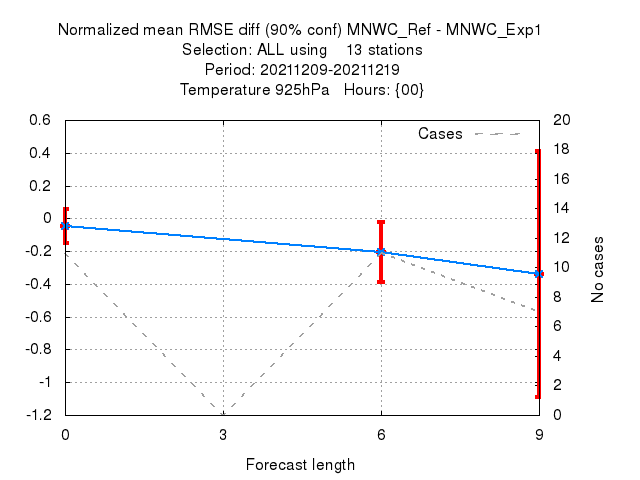 Normalized mean RMSE diff (90% conf) MNWC_Ref - MNWC_Exp1
Selection: ALL using    13 stations
Period: 20211209-20211219
Temperature 925hPa   Hours: {00}
Cases
0.6
0.4
0.2
0
-0.2
-0.4
-0.6
-0.8
-1
-1.2
20
18
16
14
12
10
8
6
4
2
0
No cases
0 3 6 9
Forecast length